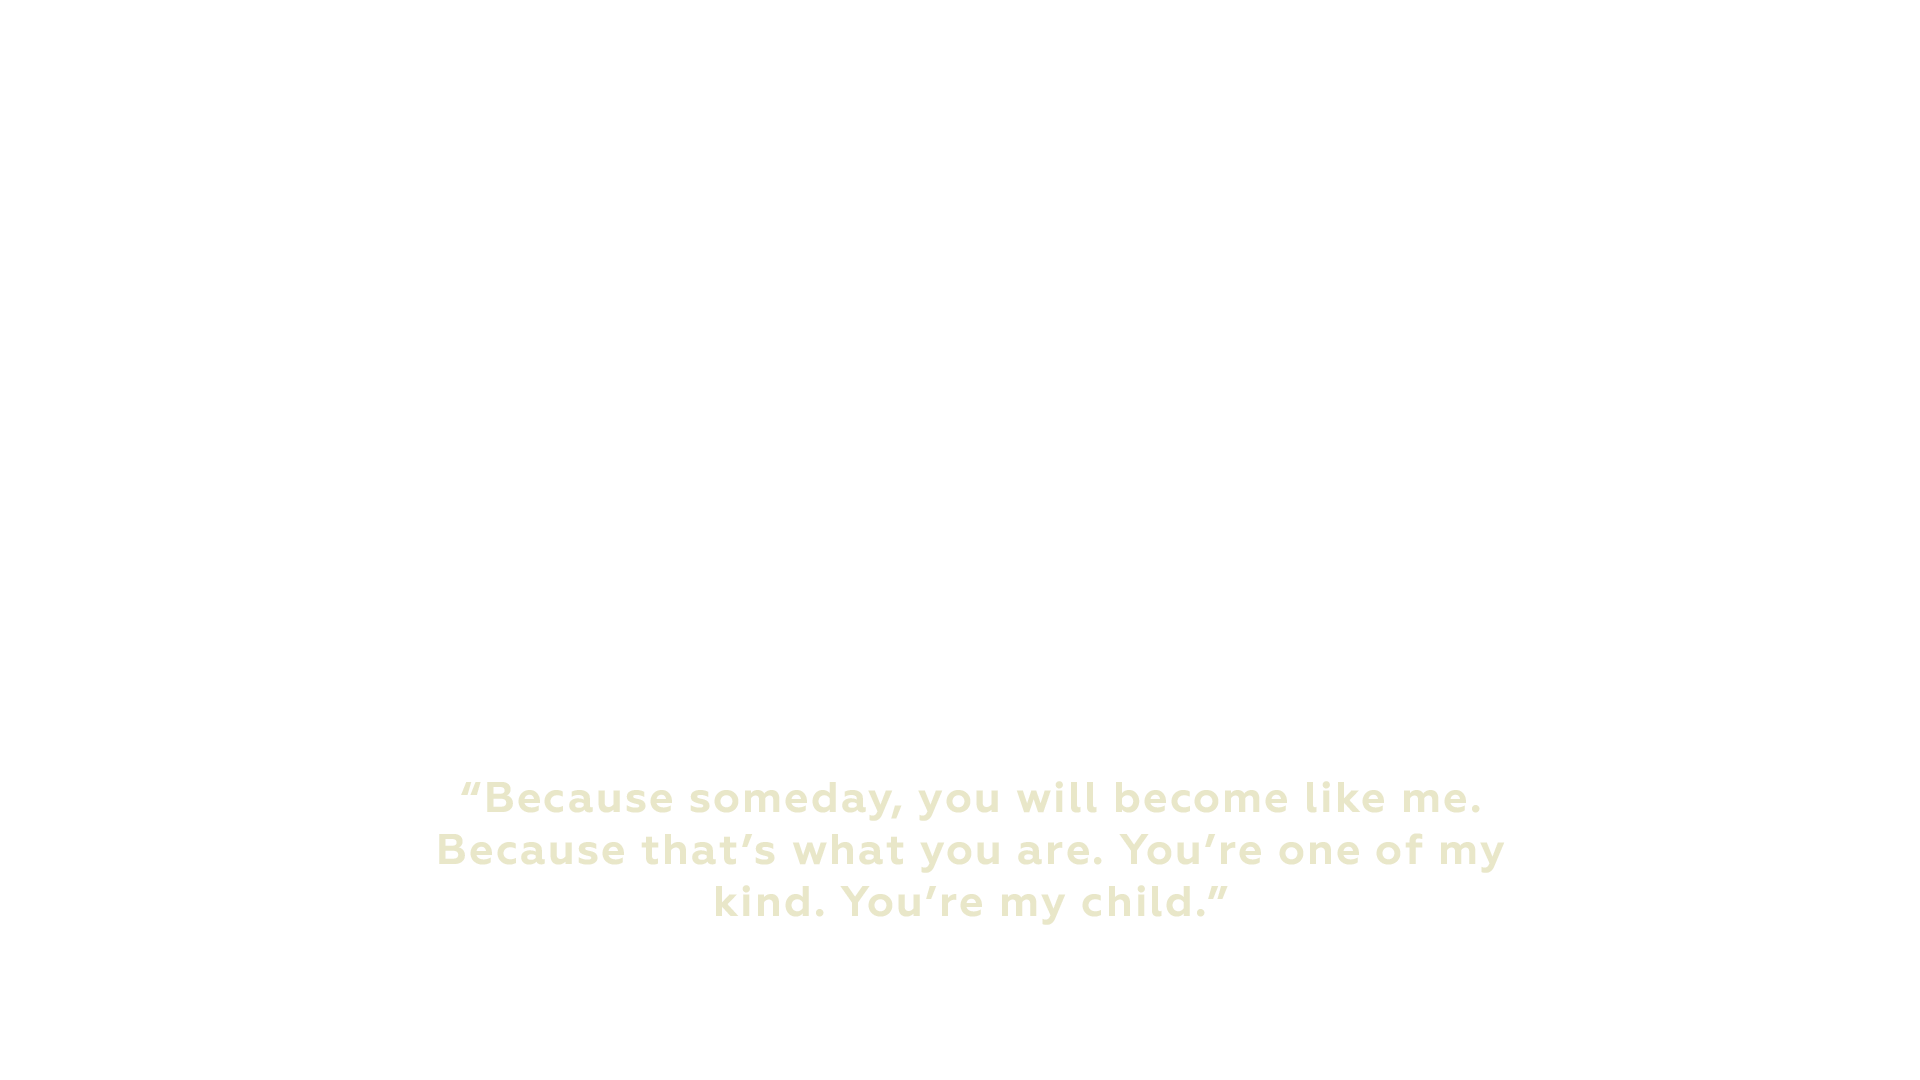 “Because someday, you will become like me.
Because that’s what you are. You’re one of my
kind. You’re my child.”